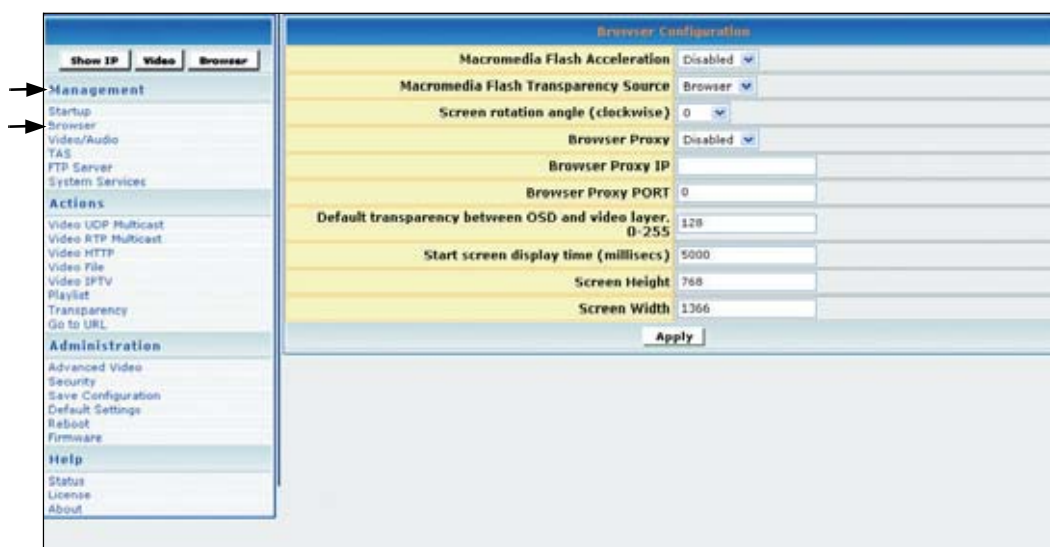 Show IP Video Browser
Management
Startup
Browser
Video/Audio
TAS
FTP Server
System Services
Actions
Video UDP Multicast
Video RTP Multicast
Video HTTP
Video File
Video IPTV
Playlist
Transparency
Go to URL
Administration
Advanced Video
Security
Save Configuration
Default Settings
Reboot
Firmware
Help
Status
License
About
Browser Configuration
Macromedia Flash Acceleration Disabled
Macromedia Flash Transparency Source Browser
Screen rotation angle (clockwise) 0
Browser Proxy Disabled
Browser Proxy IP
Browser Proxy PORT 0
Default transparency between OSD and video layer.
0-255 128
Start screen display time (millisecs) 5000
Screen Height 768
Screen Width 1366
Apply